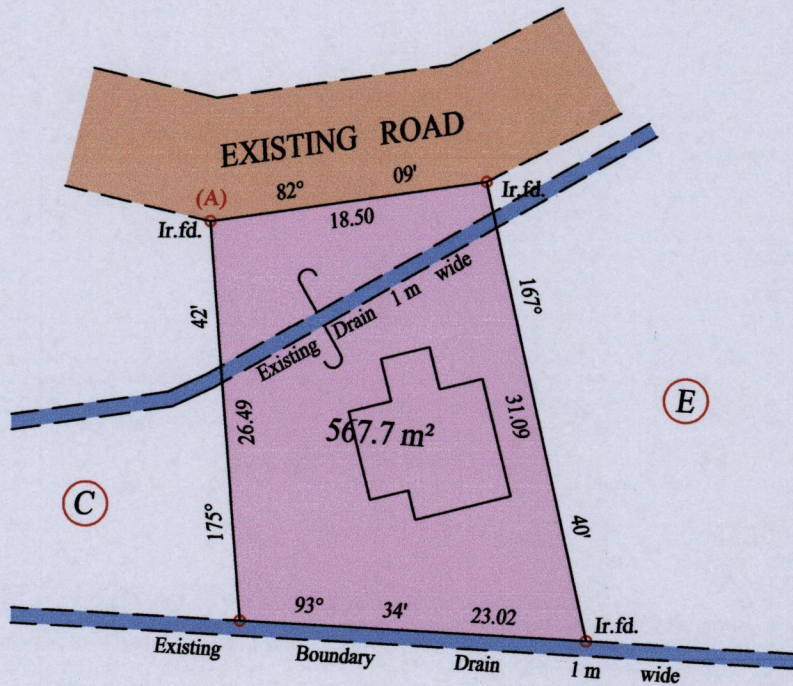 EXISTING ROAD
(A)
82° 09'
Ir.fd.
Ir.fd.
18.50
42'
167°
Existing Drain 1 m wide
26.49
567.7 m²
31.09
E
C
175°
40'
93° 34' 23.02
Ir.fd.
Existing Boundary Drain 1 m wide